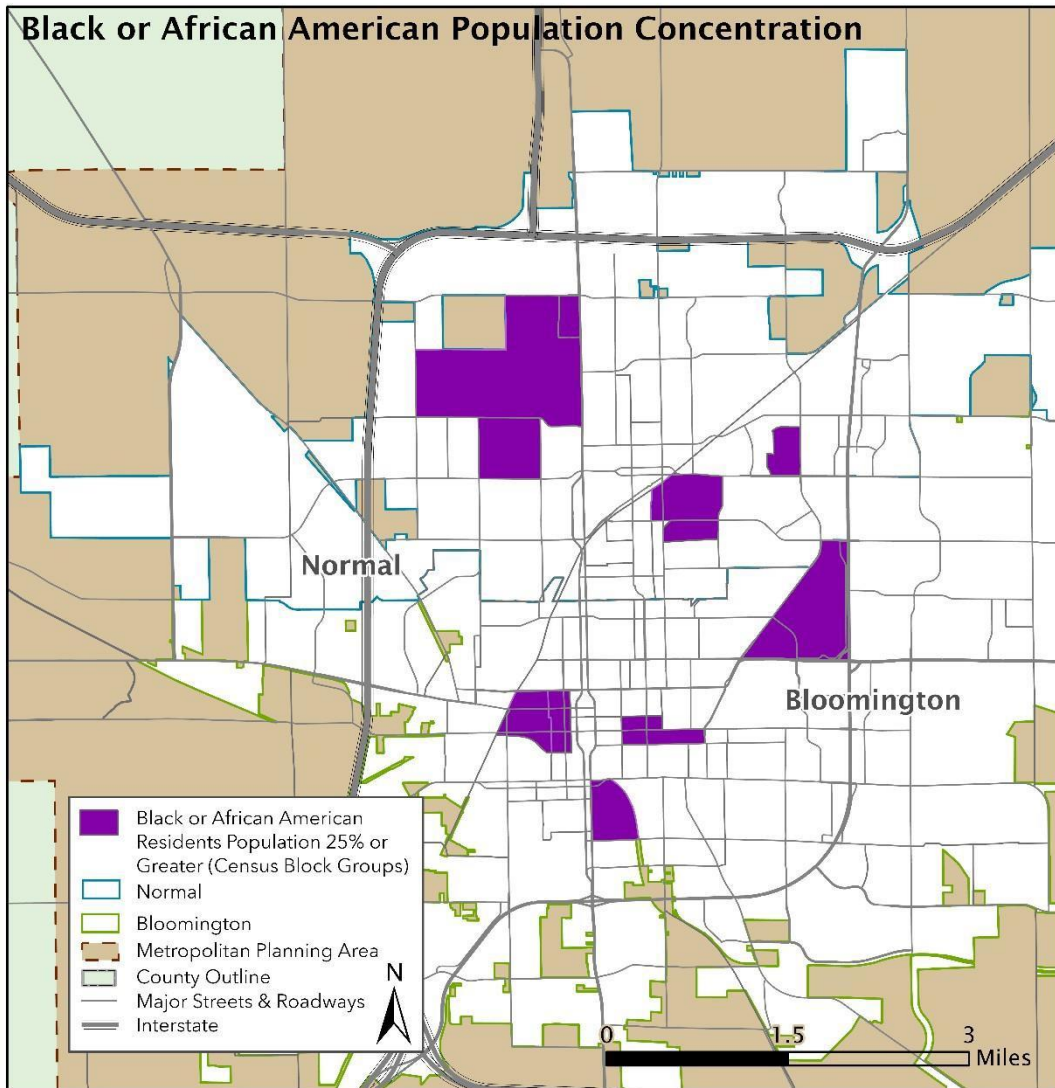 Black or African American Population Concentration
Normal
Bloomington
Black or African American
Residents Population 25% or
Greater (Census Block Groups)
Normal
Bloomington
Metropolitan Planning Area
County Outline
Major Streets & Roadways
Interstate
N
0 1.5 3
Miles